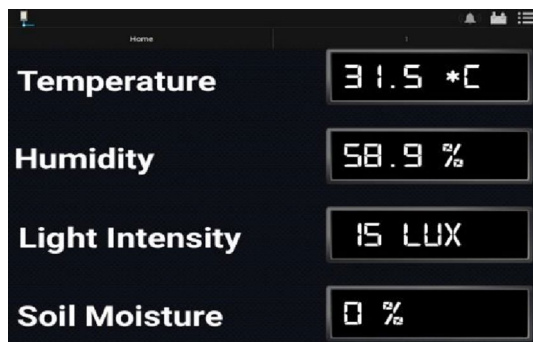 Home
Temperature 31.5 *C
Humidity 58.9 %
Light Intensity 15 LUX
Soil Moisture 0 %